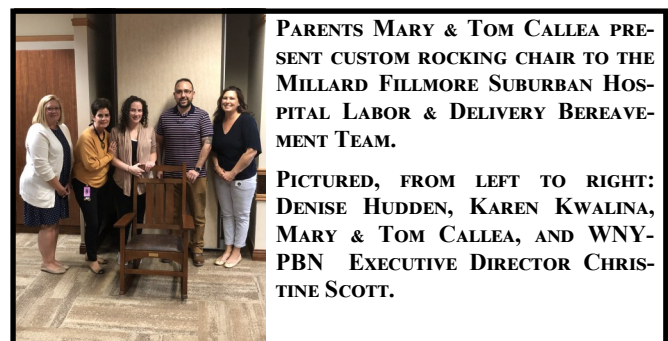 Parents Mary & Tom Callea pre-
sent custom rocking chair to the
Millard Fillmore Suburban Hos-
pital Labor & Delivery Bereave-
ment Team.
Pictured, from left to right:
Denise Hudden, Karen Kwalina,
Mary & Tom Callea, and WNY-
PBN Executive Director Chris-
tine Scott.